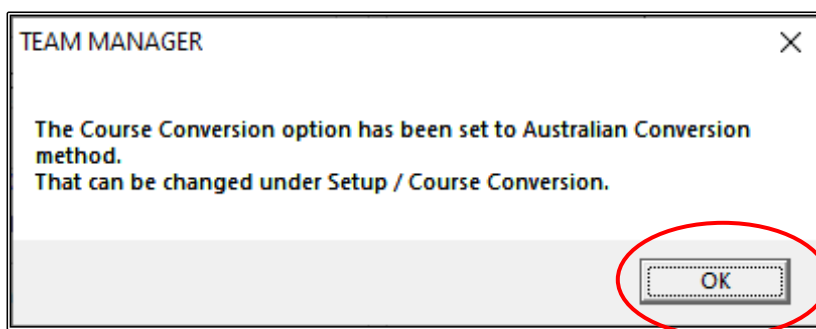 TEAM MANAGER
The Course Conversion option has been set to Australian Conversion
method.
That can be changed under Setup / Course Conversion.
OK